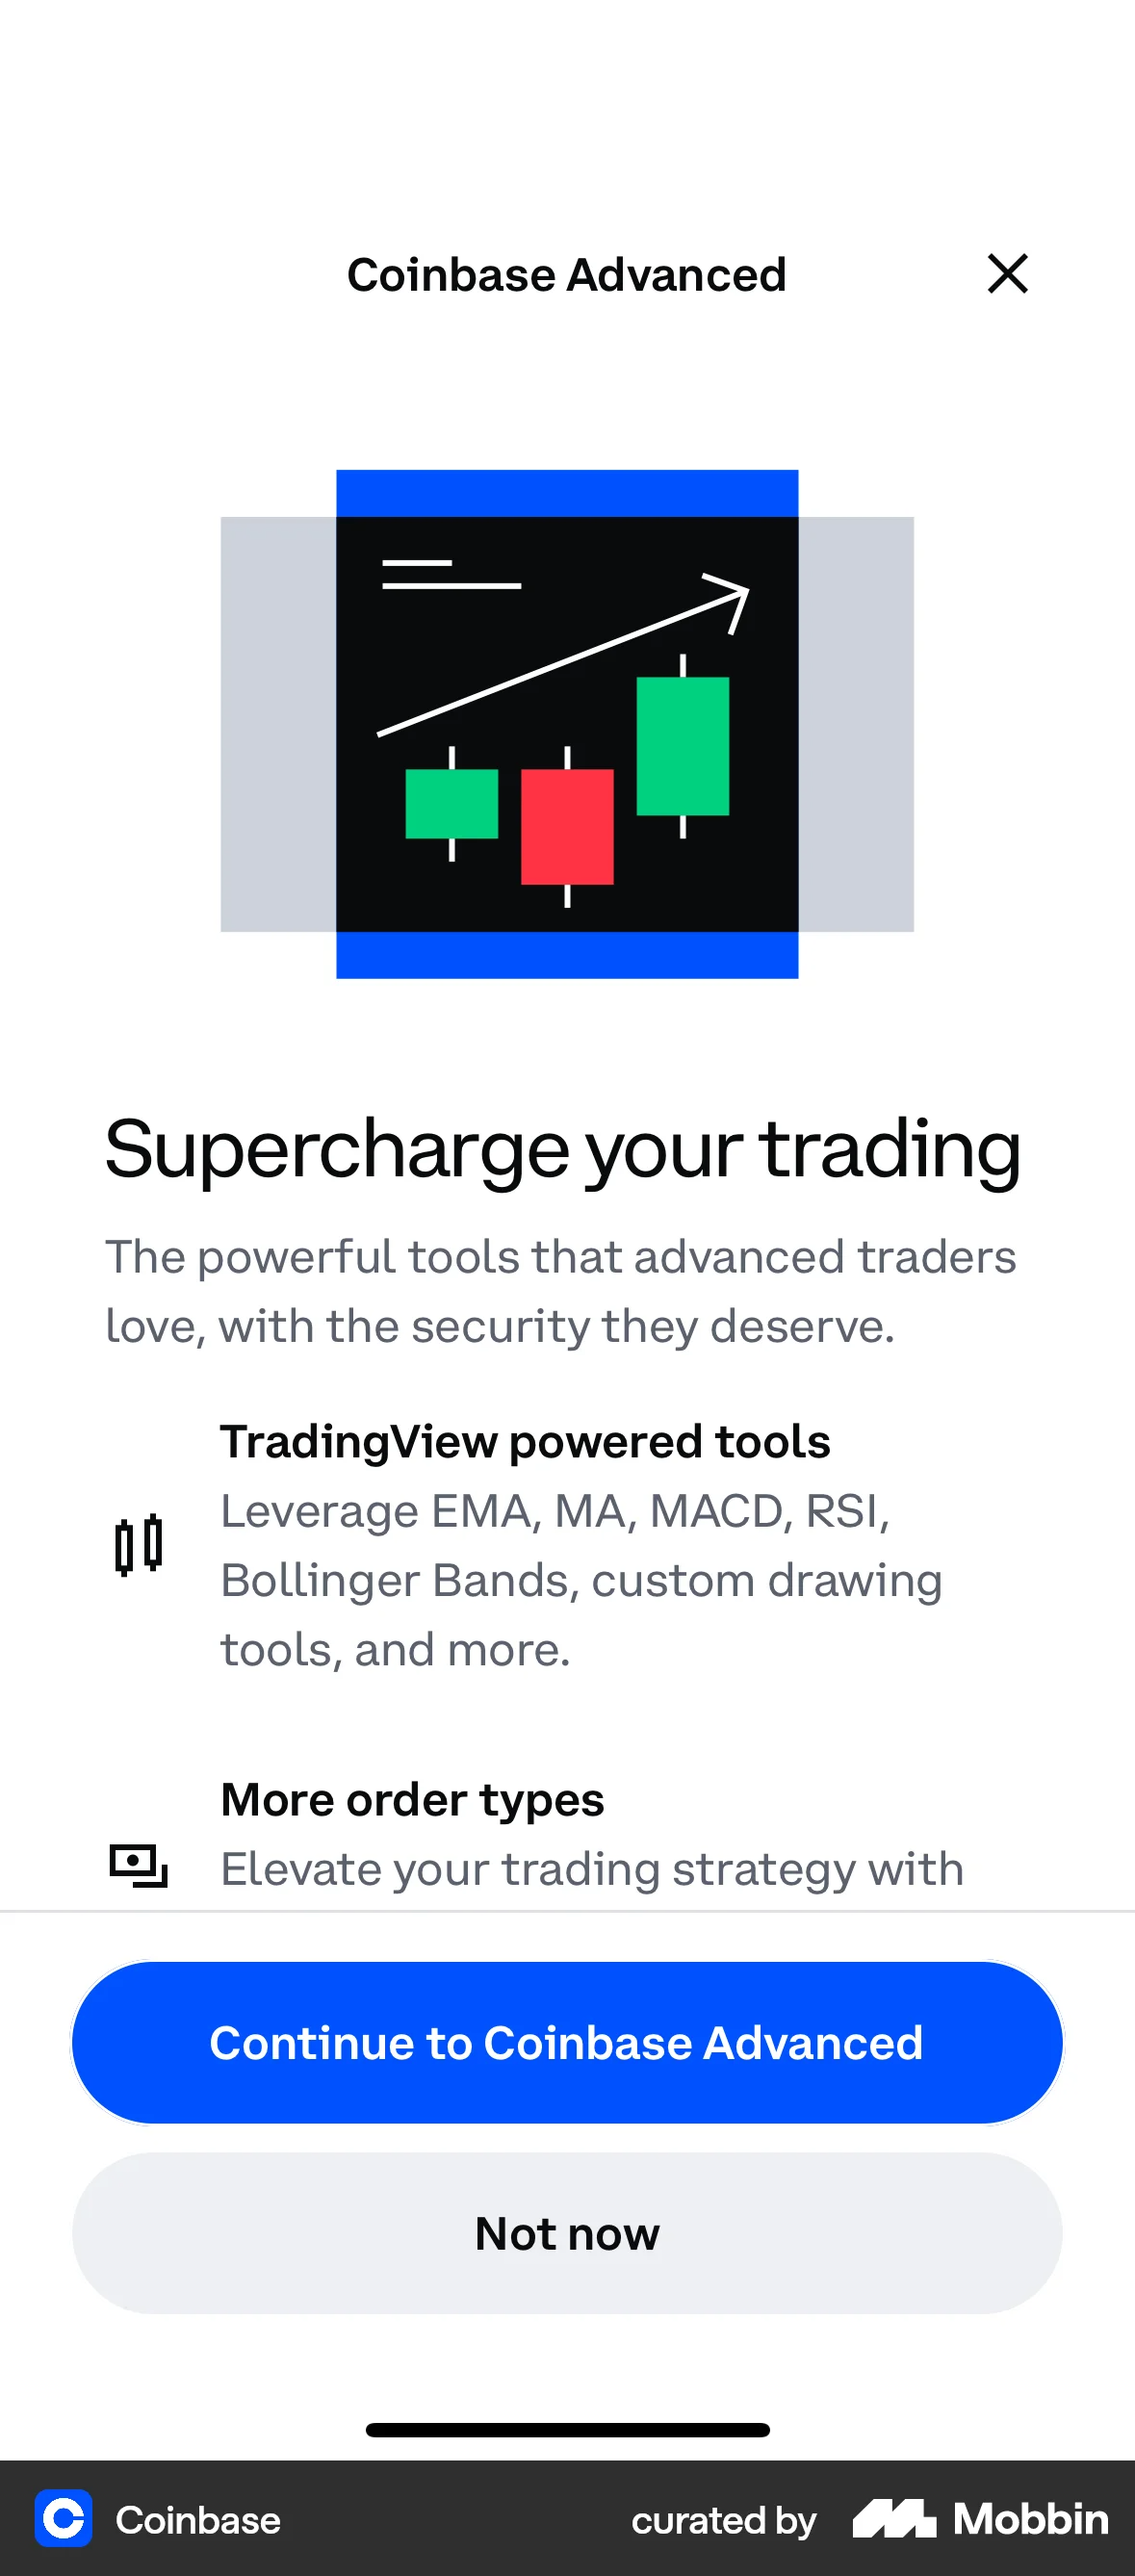 Coinbase Advanced
Supercharge your trading
The powerful tools that advanced traders
love, with the security they deserve.
TradingView powered tools
Leverage EMA, MA, MACD, RSI,
Bollinger Bands, custom drawing
tools, and more.
More order types
Elevate your trading strategy with
Continue to Coinbase Advanced
Not now
Coinbase
curated by
Mobbin